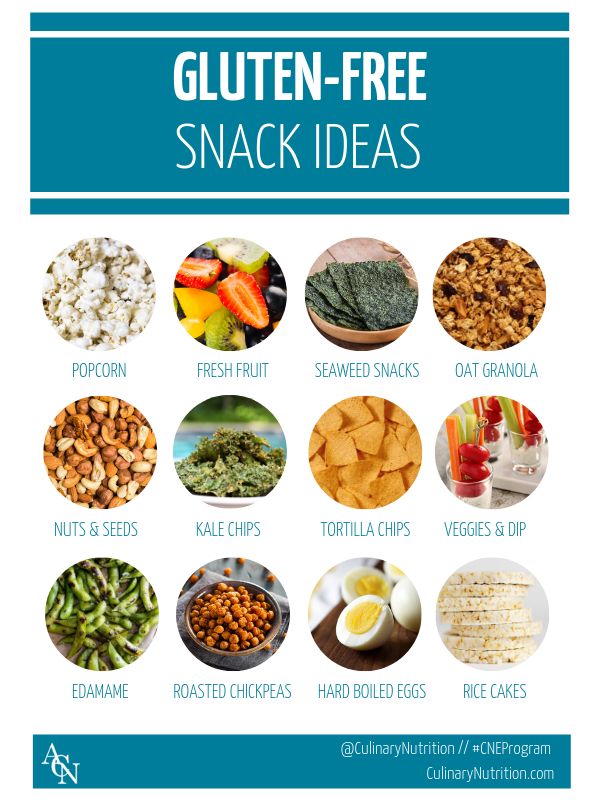 GLUTEN-FREE
SNACK IDEAS
POPCORN
FRESH FRUIT
SEAWEED SNACKS
OAT GRANOLA
NUTS & SEEDS
KALE CHIPS
TORTILLA CHIPS
VEGGIES & DIP
EDAMAME
ROASTED CHICKPEAS
HARD BOILED EGGS
RICE CAKES
ACN
@CulinaryNutrition // #CNEProgram
CulinaryNutrition.com